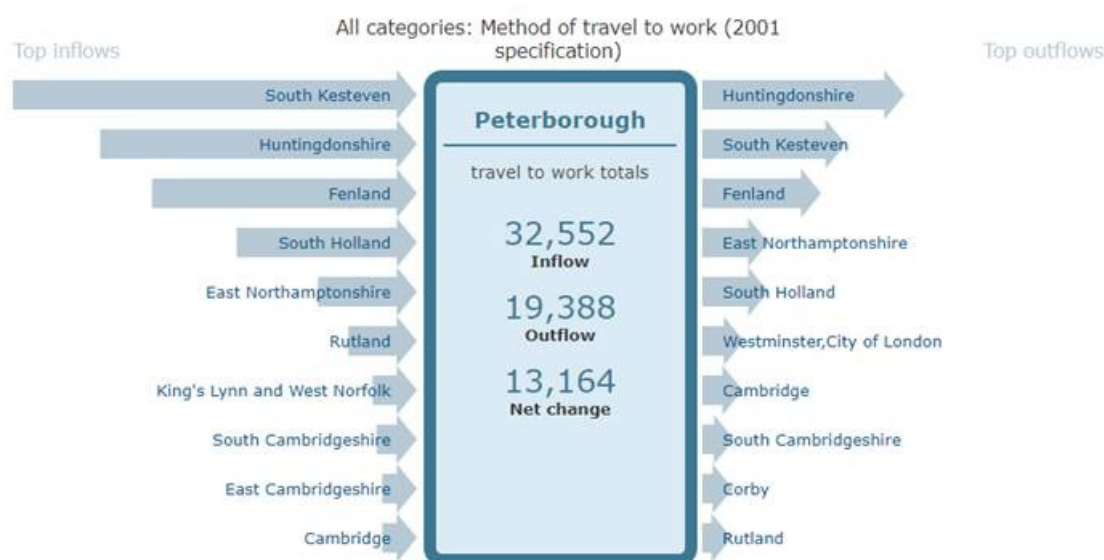 All categories: Method of travel to work (2001
specification)
Top inflows
Top outflows
South Kesteven
Huntingdonshire
Fenland
South Holland
East Northamptonshire
Rutland
King's Lynn and West Norfolk
South Cambridgeshire
East Cambridgeshire
Cambridge
Peterborough
travel to work totals
32,552
Inflow
19,388
Outflow
13,164
Net change
Huntingdonshire
South Kesteven
Fenland
East Northamptonshire
South Holland
Westminster,City of London
Cambridge
South Cambridgeshire
Corby
Rutland